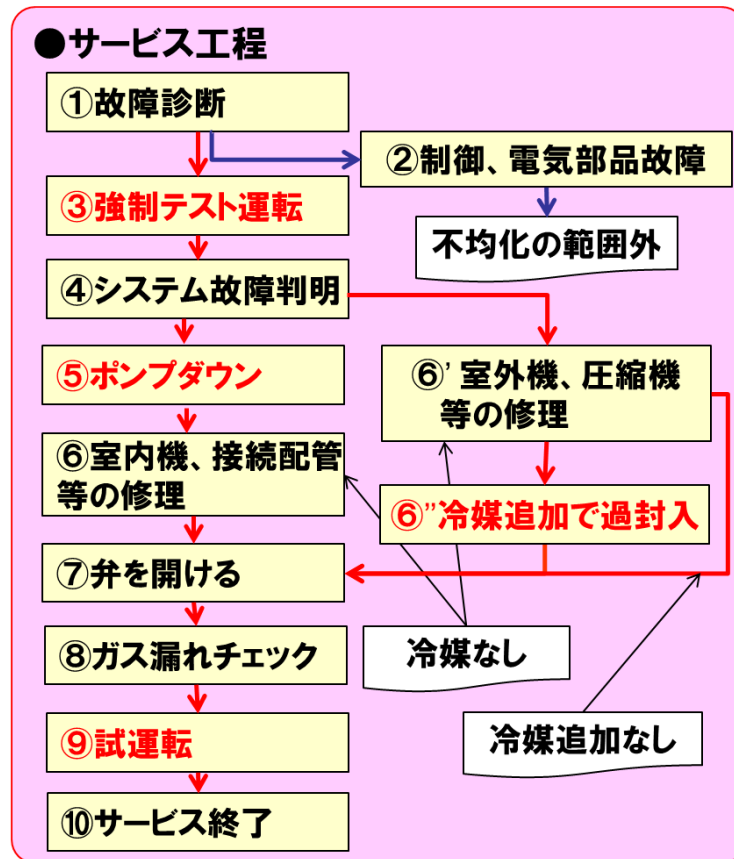 ●サービス工程
①故障診断
②制御、電気部品故障
③強制テスト運転
不均化の範囲外
④システム故障判明
⑤ポンプダウン
⑥’室外機、圧縮機
等の修理
⑥室内機、接続配管
等の修理
⑥”冷媒追加で過封入
⑦弁を開ける
⑧ガス漏れチェック
冷媒なし
⑨試運転
冷媒追加なし
⑩サービス終了